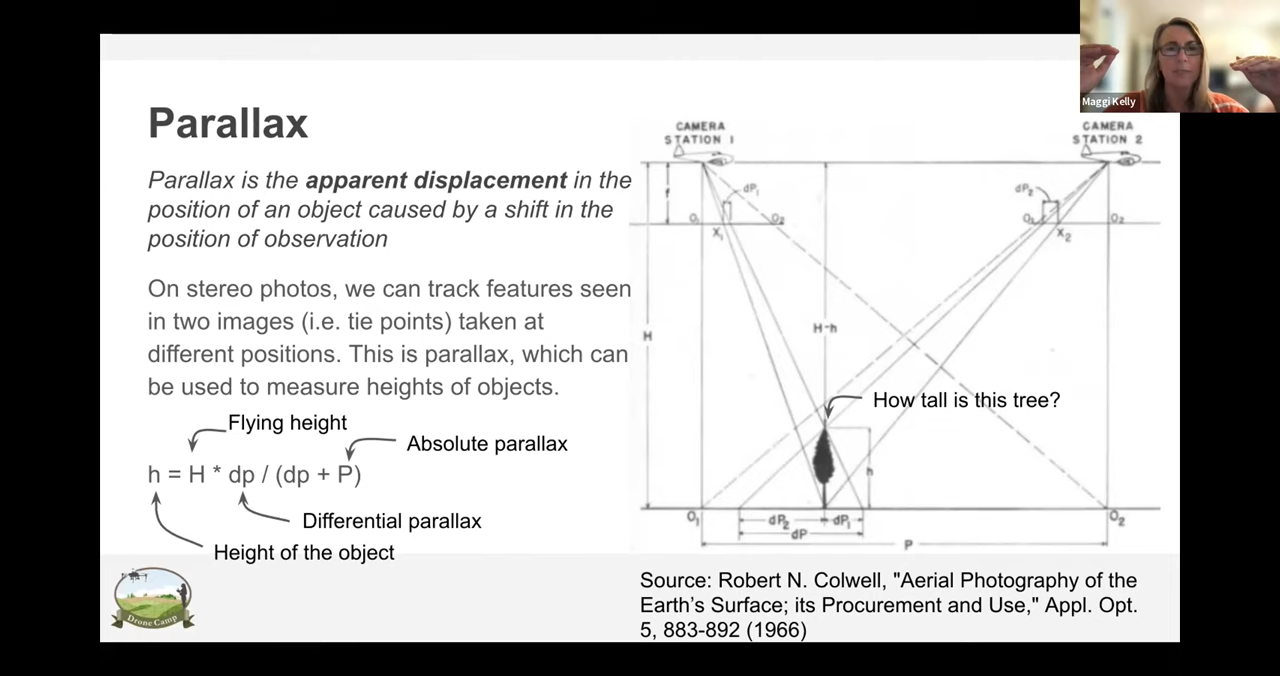 Maggi Kelly
Parallax
Parallax is the apparent displacement in the
position of an object caused by a shift in the
position of observation
On stereo photos, we can track features seen
in two images (i.e. tie points) taken at
different positions. This is parallax, which can
be used to measure heights of objects.
Flying height
Absolute parallax
h = H * dp / (dp + P)
Differential parallax
Height of the object
CAMERA
STATION 1
CAMERA
STATION 2
f
dP₁
dP₂
O₁
O₂
O₁
O₂
X₁
X₂
H
H-h
How tall is this tree?
h
O₁
O₂
dP₂
dP₁
dP
P
Drone Camp
Source: Robert N. Colwell, "Aerial Photography of the
Earth’s Surface; its Procurement and Use," Appl. Opt.
5, 883-892 (1966)